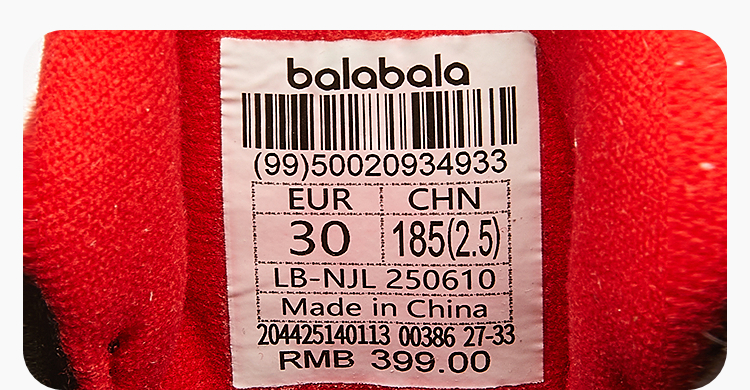 balabala
(99)50020934933
EUR CHN
30 185(2.5)
LB-NJL 250610
Made in China
204425140113 00386 27-33
RMB 399.00